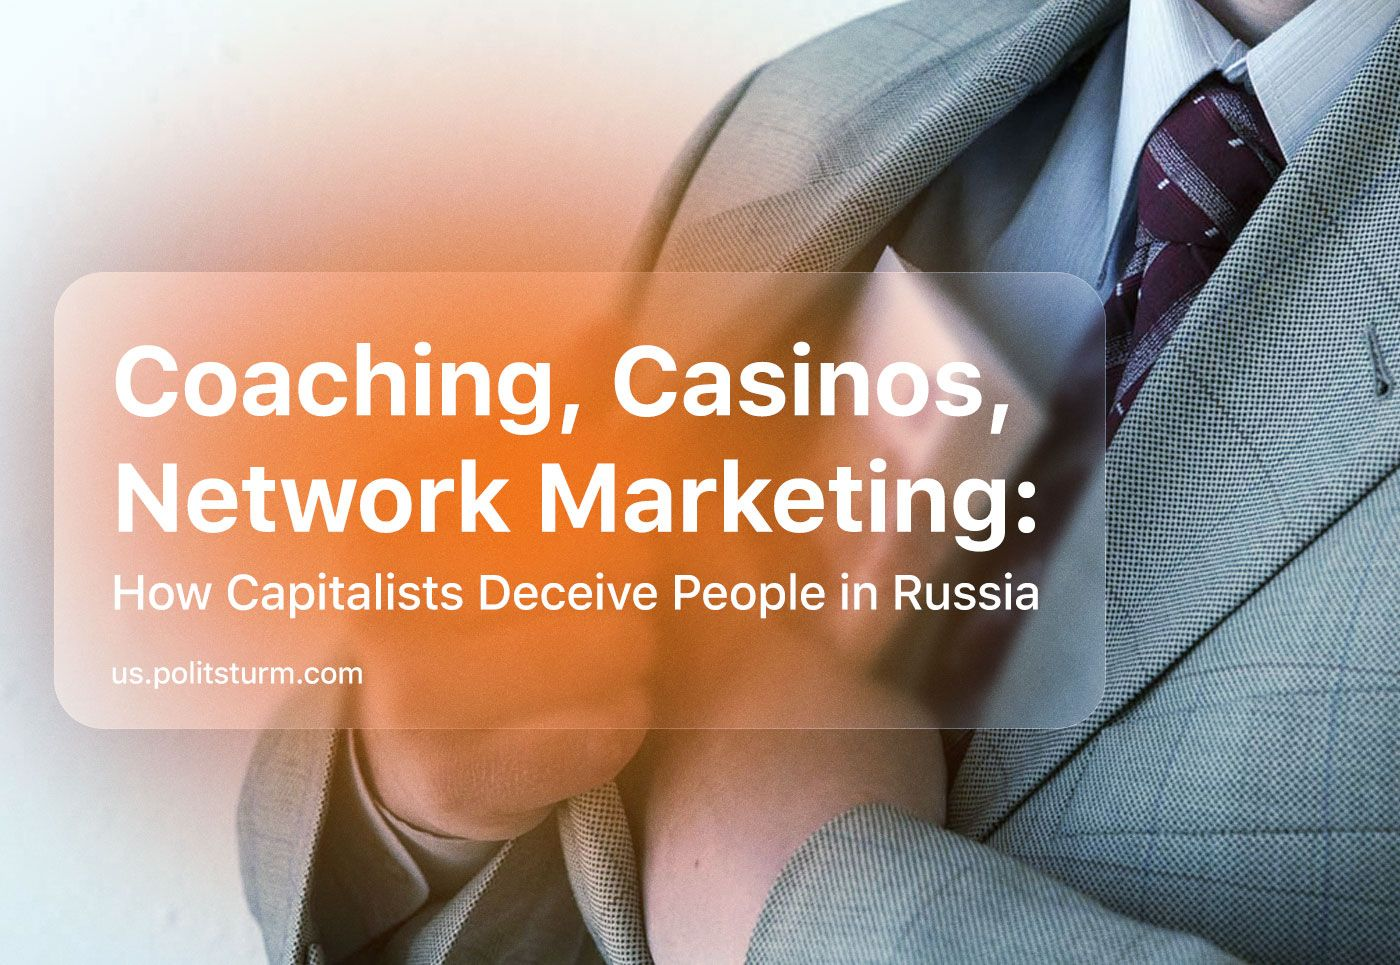 Coaching, Casinos,
Network Marketing:
How Capitalists Deceive People in Russia
us.politsturm.com